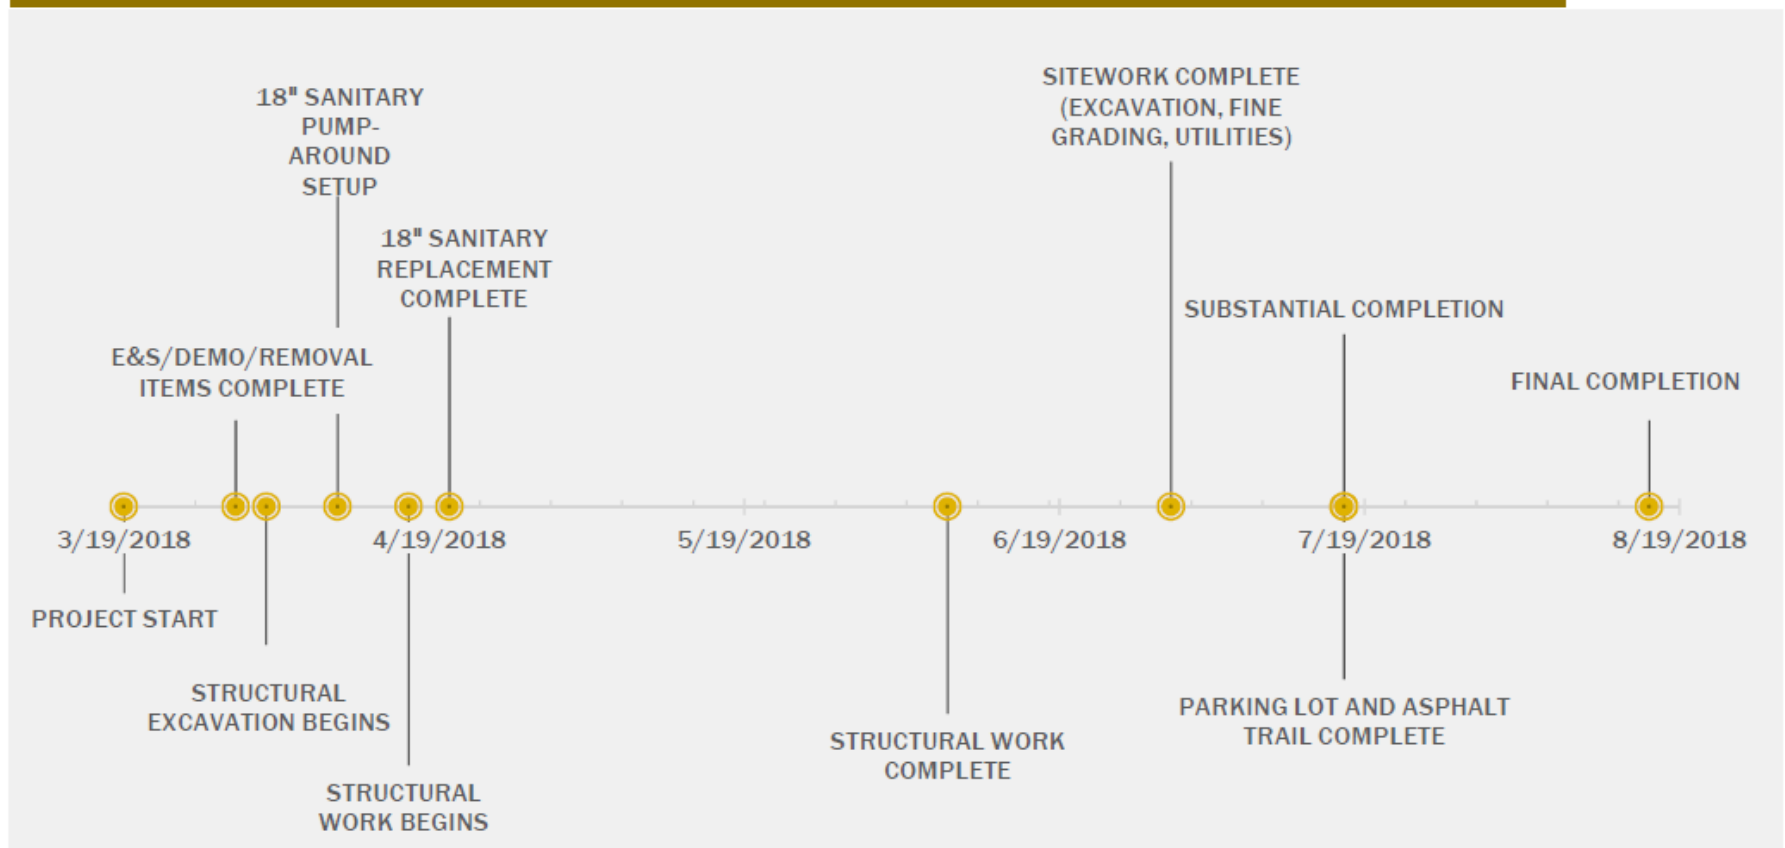 18" SANITARY
PUMP-
AROUND
SETUP
18" SANITARY
REPLACEMENT
COMPLETE
E&S/DEMO/REMOVAL
ITEMS COMPLETE
SITEWORK COMPLETE
(EXCAVATION, FINE
GRADING, UTILITIES)
SUBSTANTIAL COMPLETION
FINAL COMPLETION
3/19/2018
4/19/2018
5/19/2018
6/19/2018
7/19/2018
8/19/2018
PROJECT START
STRUCTURAL
EXCAVATION BEGINS
STRUCTURAL
WORK BEGINS
STRUCTURAL WORK
COMPLETE
PARKING LOT AND ASPHALT
TRAIL COMPLETE